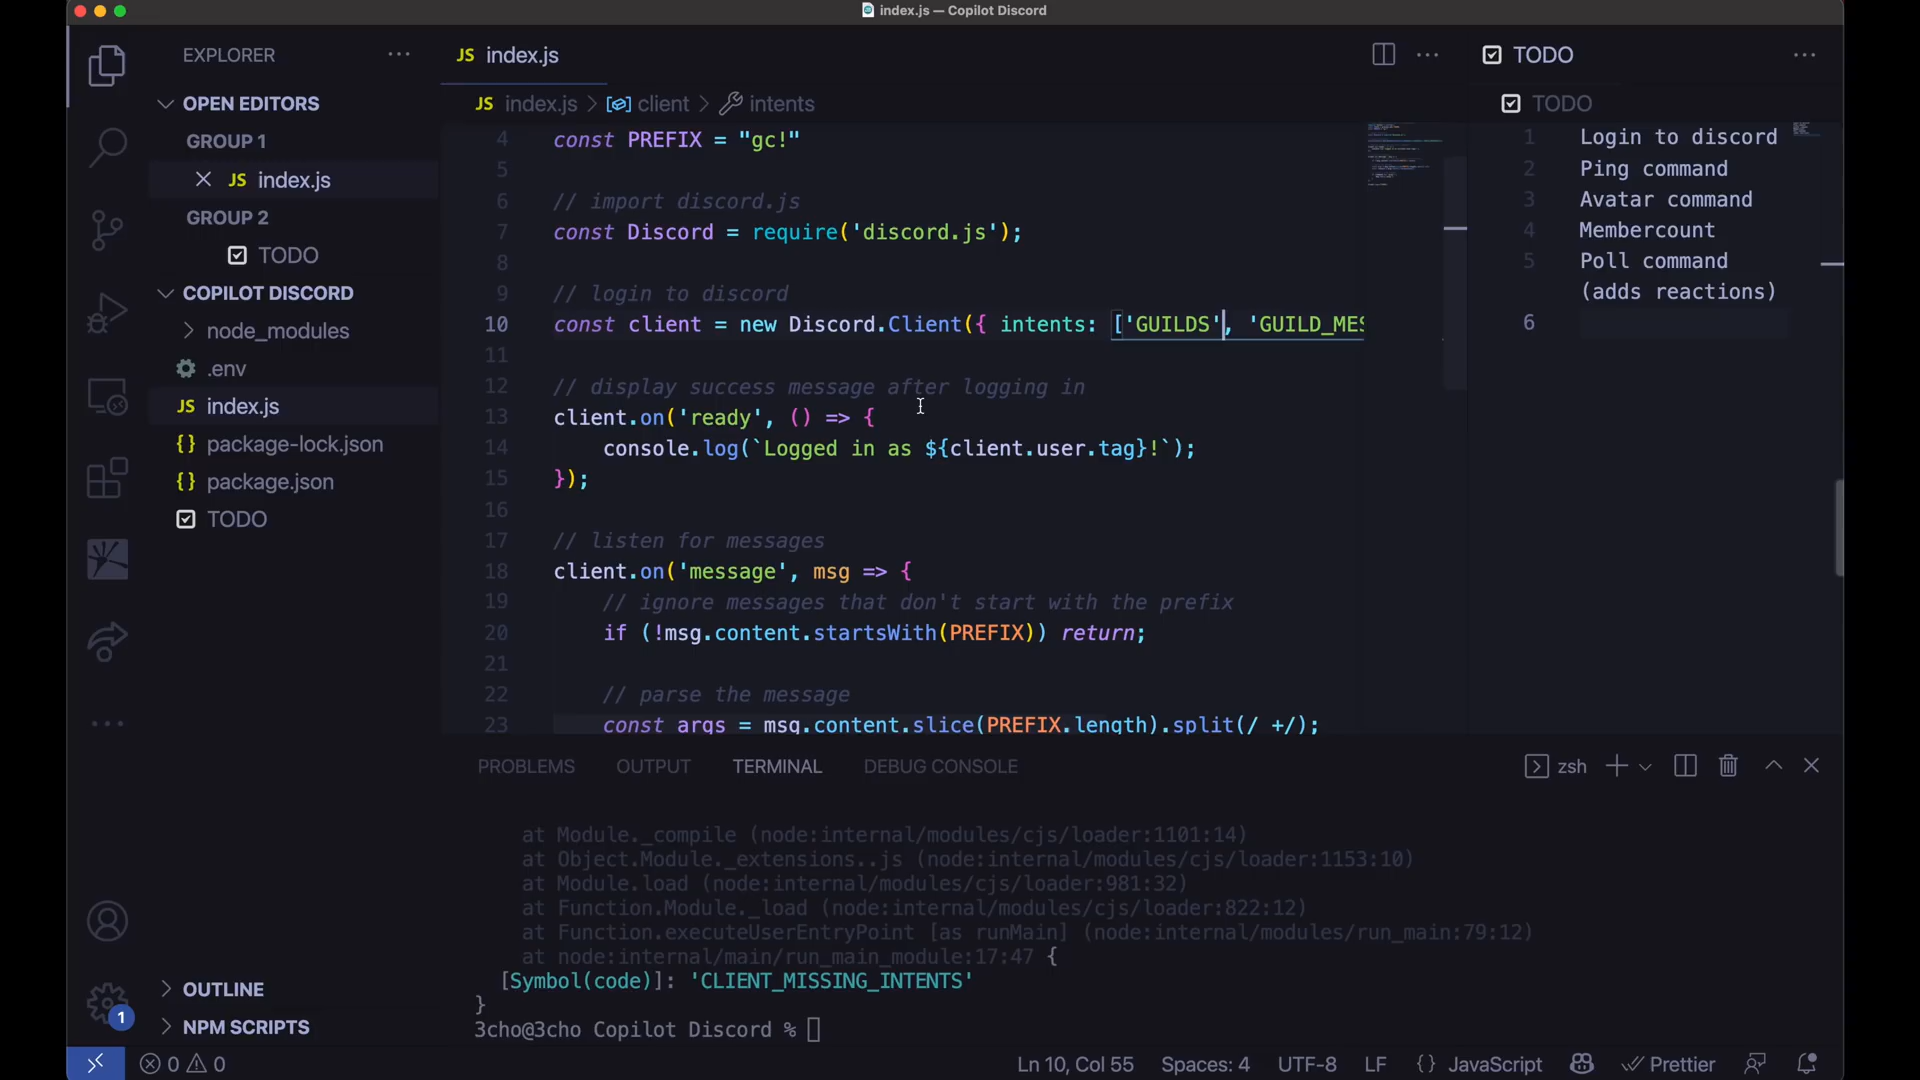 index.js — Copilot Discord
EXPLORER
OPEN EDITORS
GROUP 1
JS index.js
GROUP 2
TODO
COPILOT DISCORD
node_modules
.env
JS index.js
{} package-lock.json
{} package.json
TODO
OUTLINE
NPM SCRIPTS
1
JS index.js
JS index.js > client > intents
4 const PREFIX = "gc!"
5
6 // import discord.js
7 const Discord = require('discord.js');
8
9 // login to discord
10 const client = new Discord.Client({ intents: ['GUILDS', 'GUILD_MES
11
12 // display success message after logging in
13 client.on('ready', () => {
14 console.log(`Logged in as ${client.user.tag}!`);
15 });
16
17 // listen for messages
18 client.on('message', msg => {
19 // ignore messages that don't start with the prefix
20 if (!msg.content.startsWith(PREFIX)) return;
21
22 // parse the message
23 const args = msg.content.slice(PREFIX.length).split(/ +/);
TODO
TODO
1 Login to discord
2 Ping command
3 Avatar command
4 Membercount
5 Poll command
(adds reactions)
6
PROBLEMS OUTPUT TERMINAL DEBUG CONSOLE
zsh
at Module._compile (node:internal/modules/cjs/loader:1101:14)
at Object.Module._extensions..js (node:internal/modules/cjs/loader:1153:10)
at Module.load (node:internal/modules/cjs/loader:981:32)
at Function.Module._load (node:internal/modules/cjs/loader:822:12)
at Function.executeUserEntryPoint [as runMain] (node:internal/modules/run_main:79:12)
at node:internal/main/run_main_module:17:47 {
[Symbol(code)]: 'CLIENT_MISSING_INTENTS'
}
3cho@3cho Copilot Discord %
0 0
Ln 10, Col 55 Spaces: 4 UTF-8 LF {} JavaScript Prettier